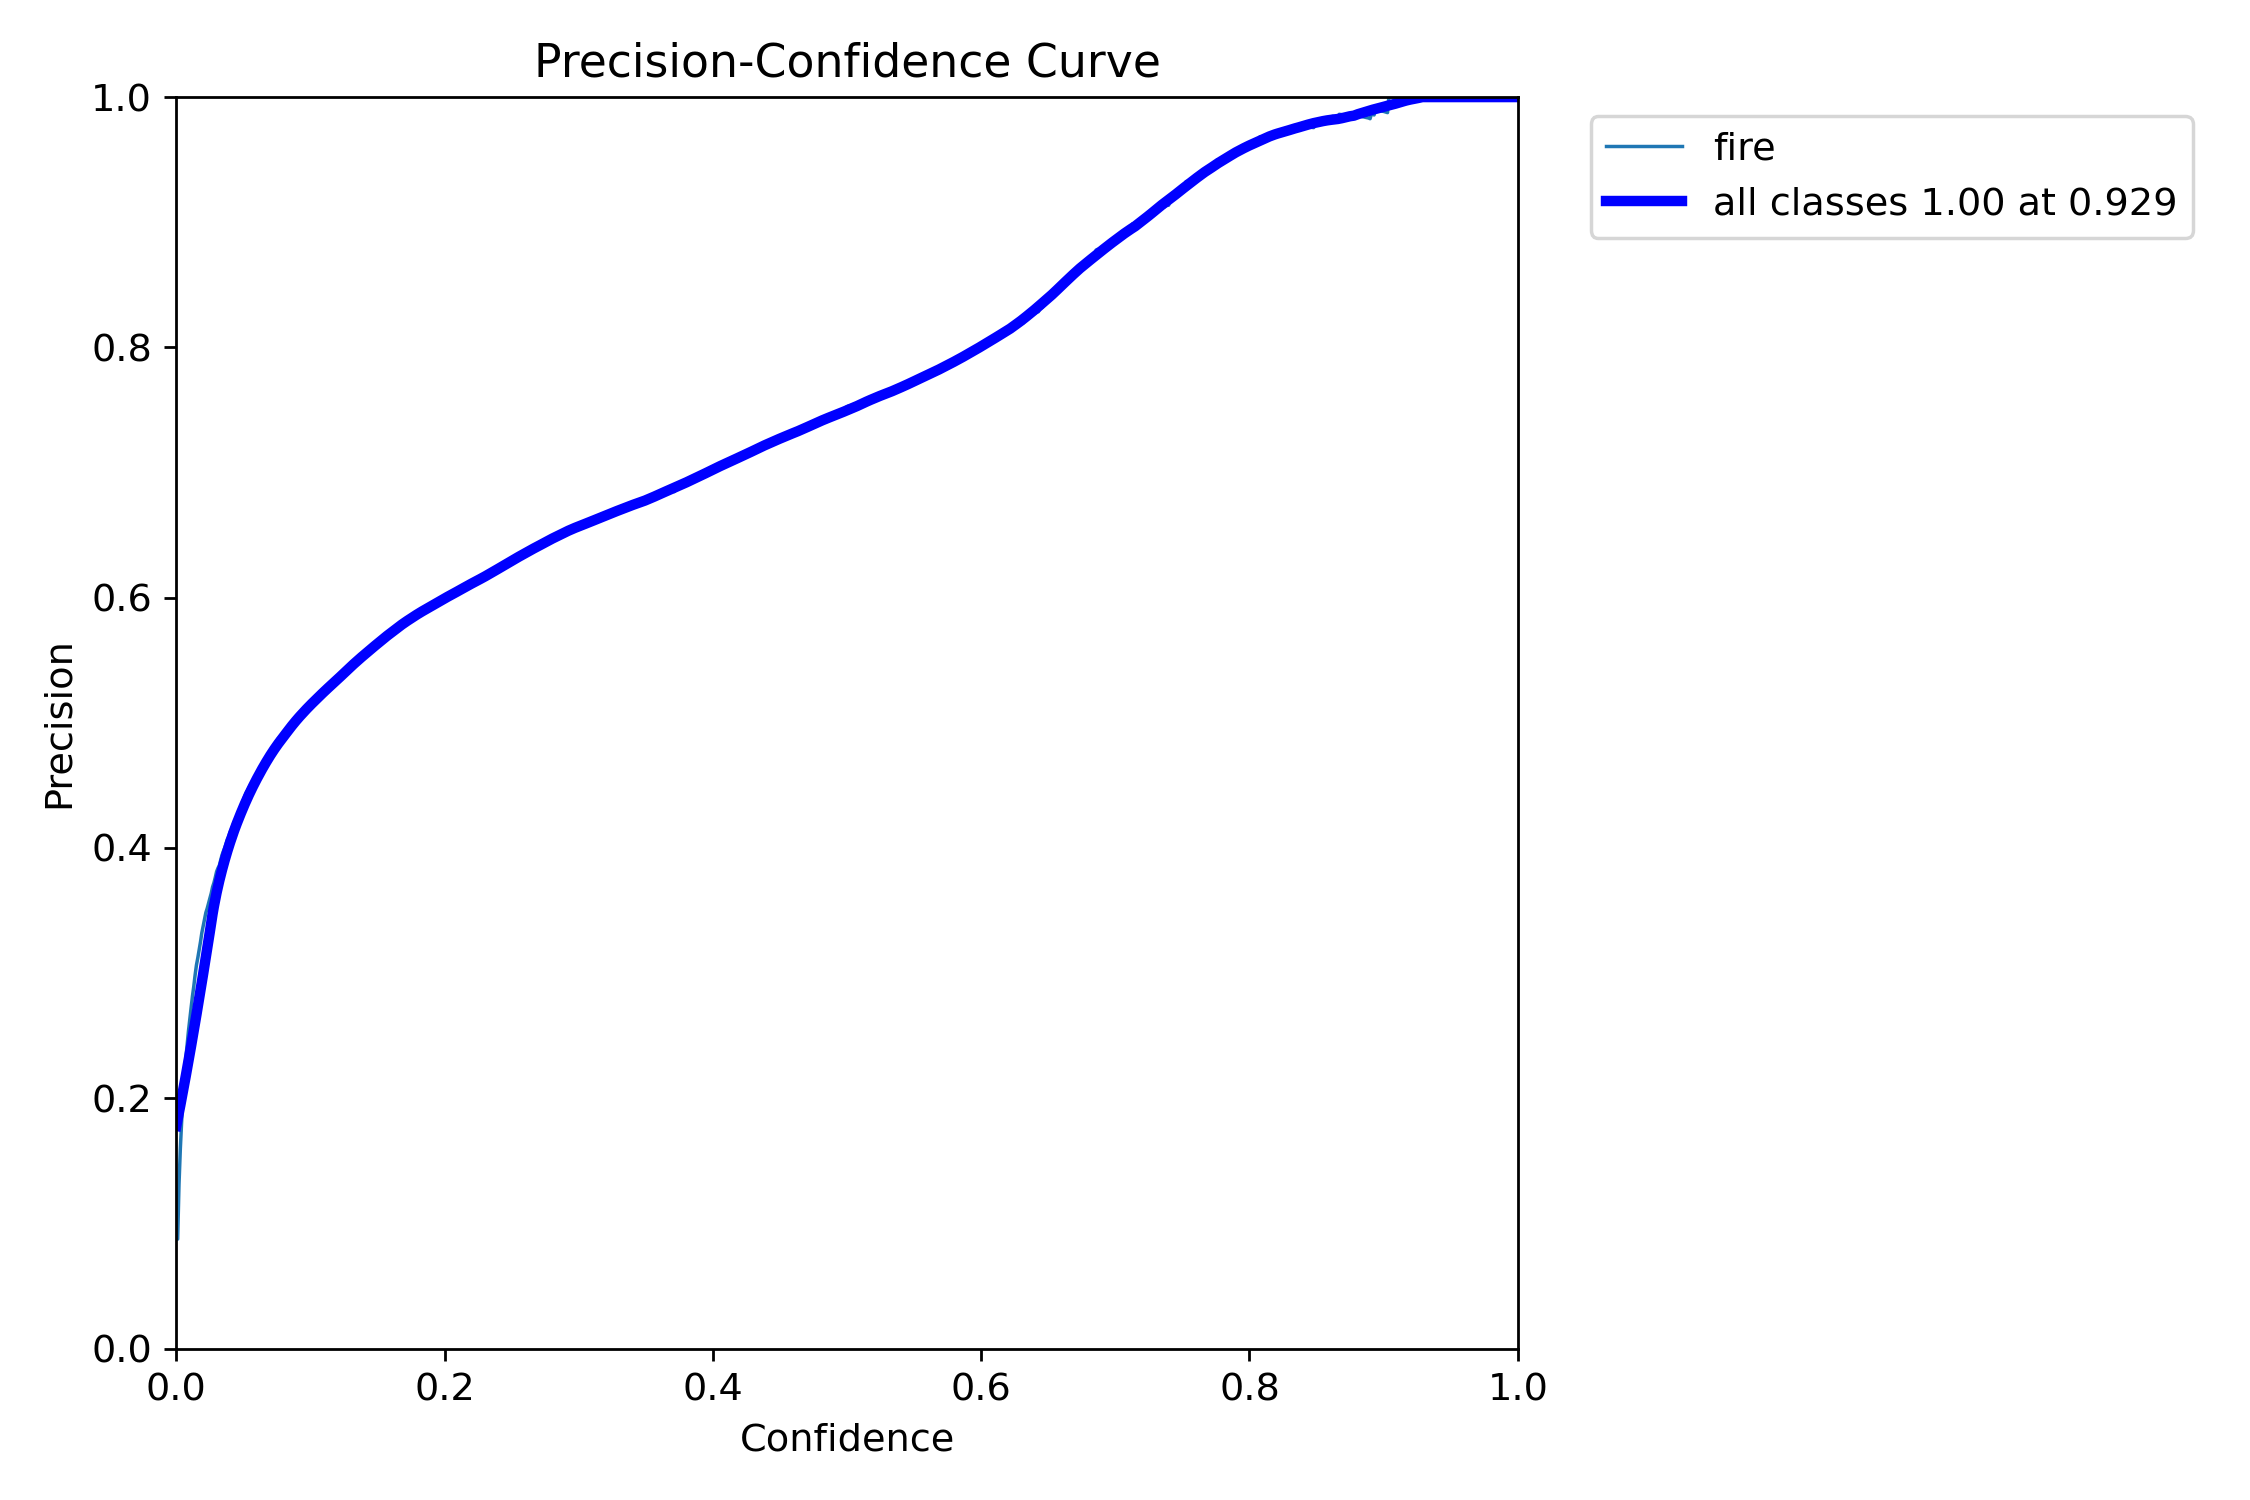 Precision-Confidence Curve
1.0
0.8
0.6
0.4
0.2
0.0
Precision
0.0 0.2 0.4 0.6 0.8 1.0
Confidence
fire
all classes 1.00 at 0.929